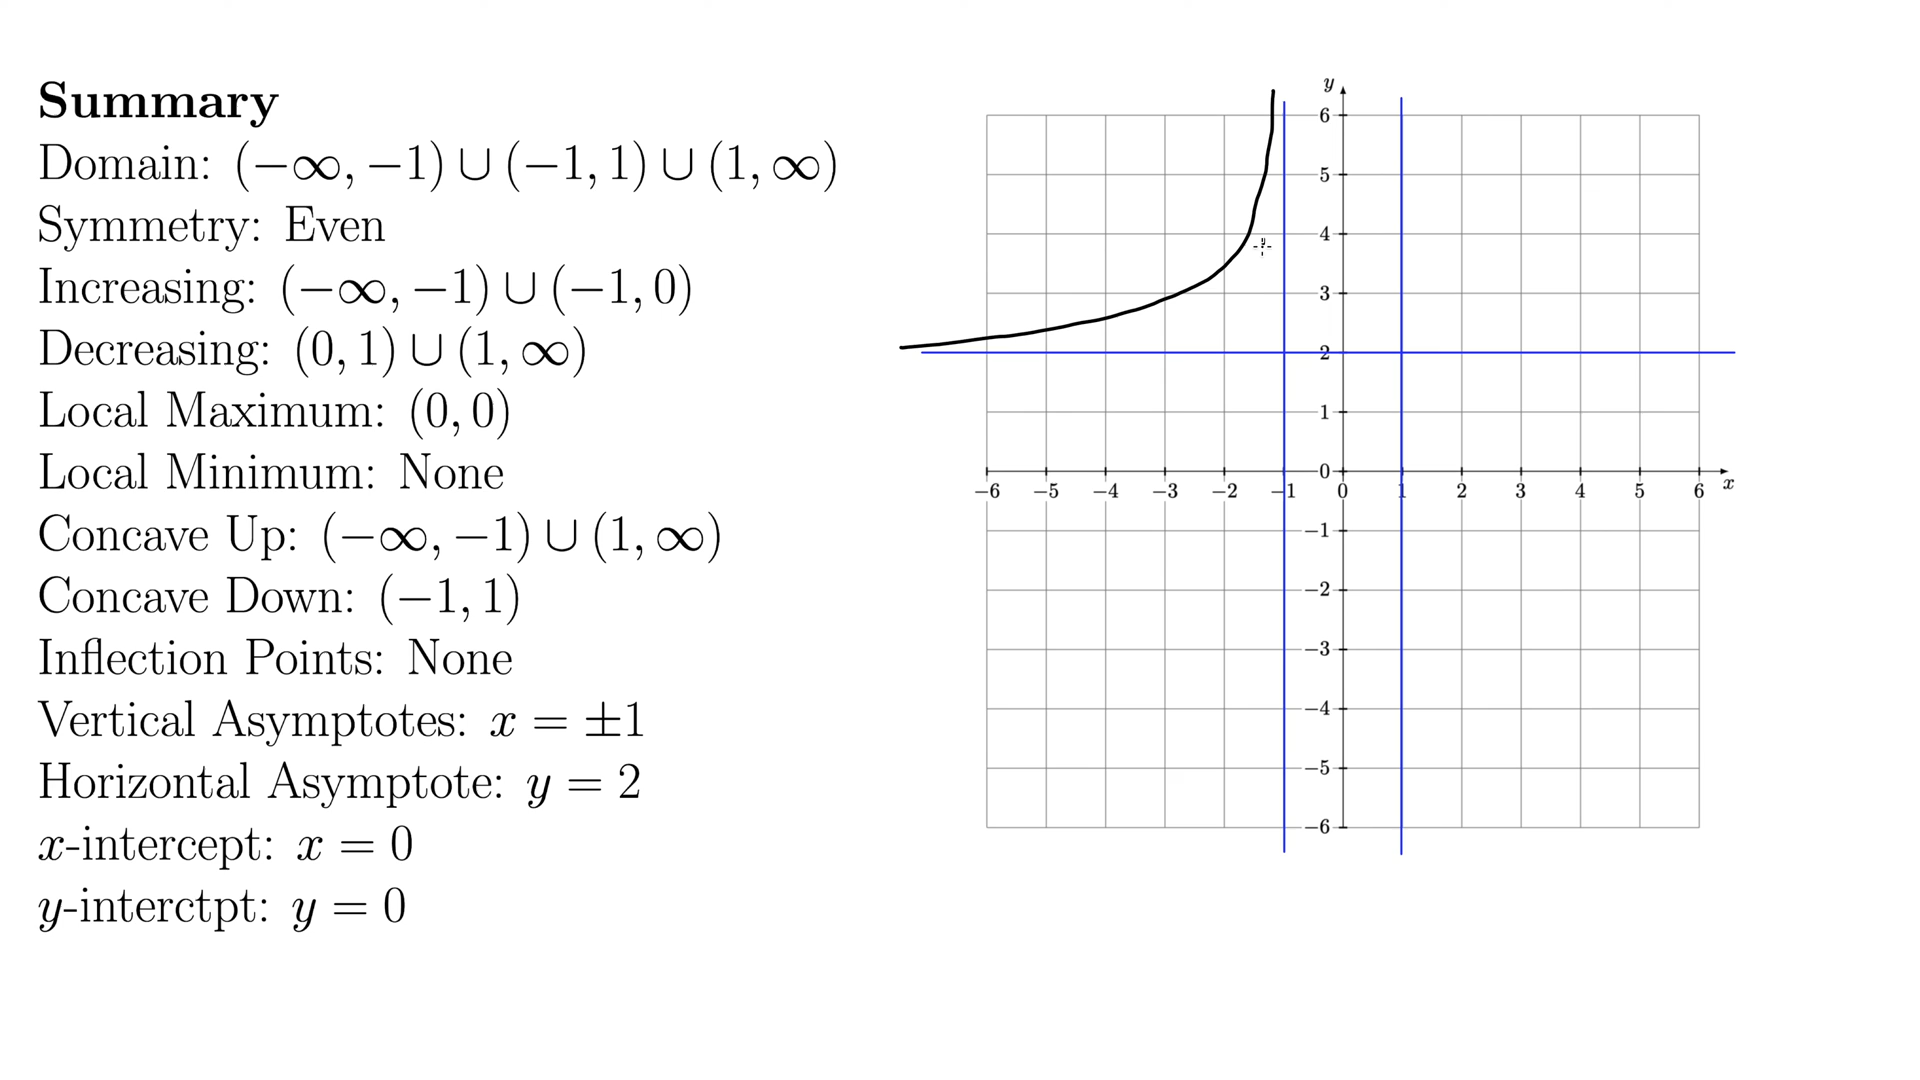 Summary
Domain: (−∞, −1) ∪ (−1, 1) ∪ (1, ∞)
Symmetry: Even
Increasing: (−∞, −1) ∪ (−1, 0)
Decreasing: (0, 1) ∪ (1, ∞)
Local Maximum: (0, 0)
Local Minimum: None
Concave Up: (−∞, −1) ∪ (1, ∞)
Concave Down: (−1, 1)
Inflection Points: None
Vertical Asymptotes: x = ±1
Horizontal Asymptote: y = 2
x-intercept: x = 0
y-interctpt: y = 0
y
6
5
4
3
2
1
0
−6 −5 −4 −3 −2 −1 0 1 2 3 4 5 6 x
−1
−2
−3
−4
−5
−6